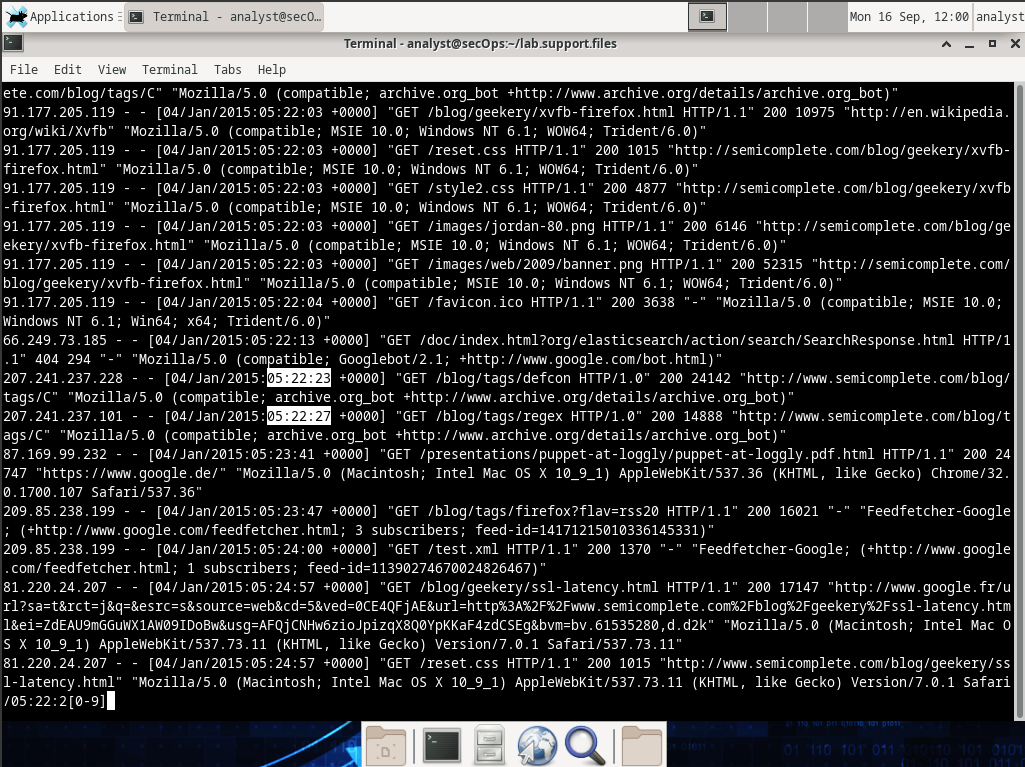 Applications
Terminal - analyst@secO...
Mon 16 Sep, 12:00
analyst
Terminal - analyst@secOps:~/lab.support.files
File Edit View Terminal Tabs Help
ete.com/blog/tags/C" "Mozilla/5.0 (compatible; archive.org_bot +http://www.archive.org/details/archive.org_bot)"
91.177.205.119 - - [04/Jan/2015:05:22:03 +0000] "GET /blog/geekery/xvfb-firefox.html HTTP/1.1" 200 10975 "http://en.wikipedia.
org/wiki/Xvfb" "Mozilla/5.0 (compatible; MSIE 10.0; Windows NT 6.1; WOW64; Trident/6.0)"
91.177.205.119 - - [04/Jan/2015:05:22:03 +0000] "GET /reset.css HTTP/1.1" 200 1015 "http://semicomplete.com/blog/geekery/xvfb-
firefox.html" "Mozilla/5.0 (compatible; MSIE 10.0; Windows NT 6.1; WOW64; Trident/6.0)"
91.177.205.119 - - [04/Jan/2015:05:22:03 +0000] "GET /style2.css HTTP/1.1" 200 4877 "http://semicomplete.com/blog/geekery/xvfb
-firefox.html" "Mozilla/5.0 (compatible; MSIE 10.0; Windows NT 6.1; WOW64; Trident/6.0)"
91.177.205.119 - - [04/Jan/2015:05:22:03 +0000] "GET /images/jordan-80.png HTTP/1.1" 200 6146 "http://semicomplete.com/blog/ge
ekery/xvfb-firefox.html" "Mozilla/5.0 (compatible; MSIE 10.0; Windows NT 6.1; WOW64; Trident/6.0)"
91.177.205.119 - - [04/Jan/2015:05:22:03 +0000] "GET /images/web/2009/banner.png HTTP/1.1" 200 52315 "http://semicomplete.com/
blog/geekery/xvfb-firefox.html" "Mozilla/5.0 (compatible; MSIE 10.0; Windows NT 6.1; WOW64; Trident/6.0)"
91.177.205.119 - - [04/Jan/2015:05:22:04 +0000] "GET /favicon.ico HTTP/1.1" 200 3638 "-" "Mozilla/5.0 (compatible; MSIE 10.0;
Windows NT 6.1; Win64; x64; Trident/6.0)"
66.249.73.185 - - [04/Jan/2015:05:22:13 +0000] "GET /doc/index.html?org/elasticsearch/action/search/SearchResponse.html HTTP/1
.1" 404 294 "-" "Mozilla/5.0 (compatible; Googlebot/2.1; +http://www.google.com/bot.html)"
207.241.237.228 - - [04/Jan/2015:05:22:23 +0000] "GET /blog/tags/defcon HTTP/1.0" 200 24142 "http://www.semicomplete.com/blog/
tags/C" "Mozilla/5.0 (compatible; archive.org_bot +http://www.archive.org/details/archive.org_bot)"
207.241.237.101 - - [04/Jan/2015:05:22:27 +0000] "GET /blog/tags/regex HTTP/1.0" 200 14888 "http://www.semicomplete.com/blog/t
ags/C" "Mozilla/5.0 (compatible; archive.org_bot +http://www.archive.org/details/archive.org_bot)"
87.169.99.232 - - [04/Jan/2015:05:23:41 +0000] "GET /presentations/puppet-at-loggly/puppet-at-loggly.pdf.html HTTP/1.1" 200 24
747 "https://www.google.de/" "Mozilla/5.0 (Macintosh; Intel Mac OS X 10_9_1) AppleWebKit/537.36 (KHTML, like Gecko) Chrome/32.
0.1700.107 Safari/537.36"
209.85.238.199 - - [04/Jan/2015:05:23:47 +0000] "GET /blog/tags/firefox?flav=rss20 HTTP/1.1" 200 16021 "-" "Feedfetcher-Google
; (+http://www.google.com/feedfetcher.html; 3 subscribers; feed-id=14171215010336145331)"
209.85.238.199 - - [04/Jan/2015:05:24:00 +0000] "GET /test.xml HTTP/1.1" 200 1370 "-" "Feedfetcher-Google; (+http://www.google
.com/feedfetcher.html; 1 subscribers; feed-id=11390274670024826467)"
81.220.24.207 - - [04/Jan/2015:05:24:57 +0000] "GET /blog/geekery/ssl-latency.html HTTP/1.1" 200 17147 "http://www.google.fr/u
rl?sa=t&rct=j&q=&esrc=s&source=web&cd=5&ved=0CE4QFjAE&url=http%3A%2F%2Fwww.semicomplete.com%2Fblog%2Fgeekery%2Fssl-latency.htm
l&ei=ZdEAU9mGGuWX1AW09IDoBw&usg=AFQjCNHw6zioJpizqX8Q0YpKKaF4zdCSEg&bvm=bv.61535280,d.d2k" "Mozilla/5.0 (Macintosh; Intel Mac O
S X 10_9_1) AppleWebKit/537.73.11 (KHTML, like Gecko) Version/7.0.1 Safari/537.73.11"
81.220.24.207 - - [04/Jan/2015:05:24:57 +0000] "GET /reset.css HTTP/1.1" 200 1015 "http://www.semicomplete.com/blog/geekery/ss
l-latency.html" "Mozilla/5.0 (Macintosh; Intel Mac OS X 10_9_1) AppleWebKit/537.73.11 (KHTML, like Gecko) Version/7.0.1 Safari
/05:22:2[0-9]